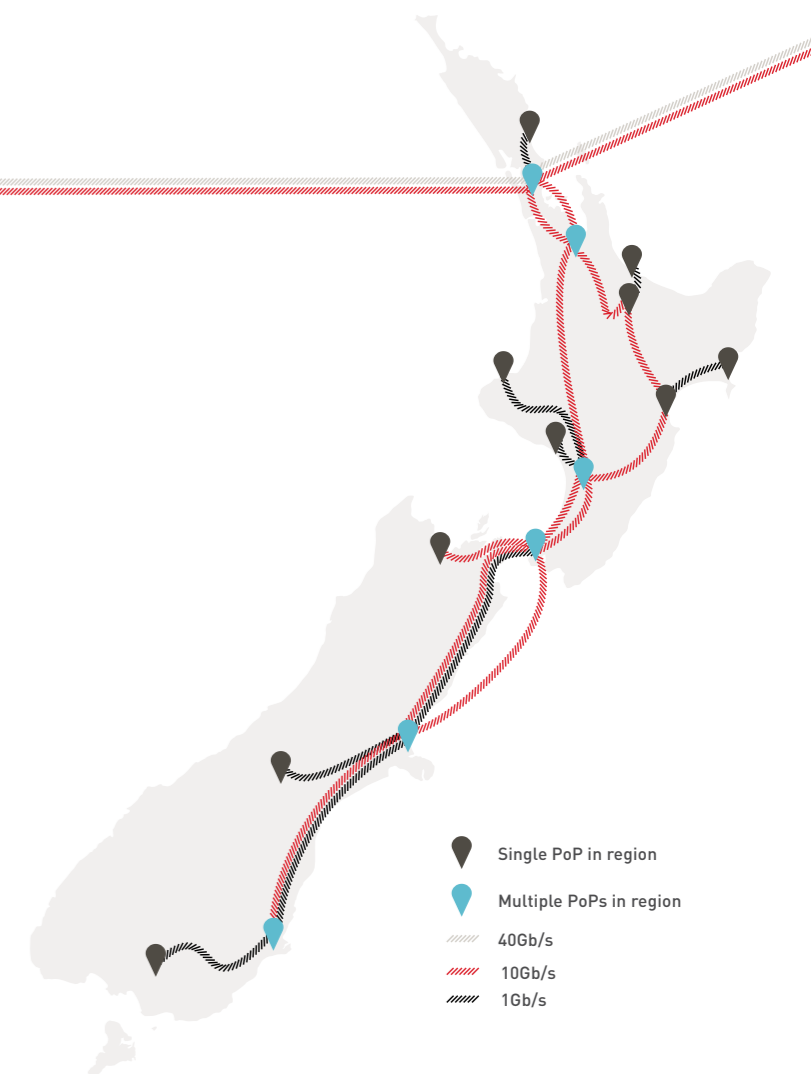 Single PoP in region
Multiple PoPs in region
40Gb/s
10Gb/s
1Gb/s